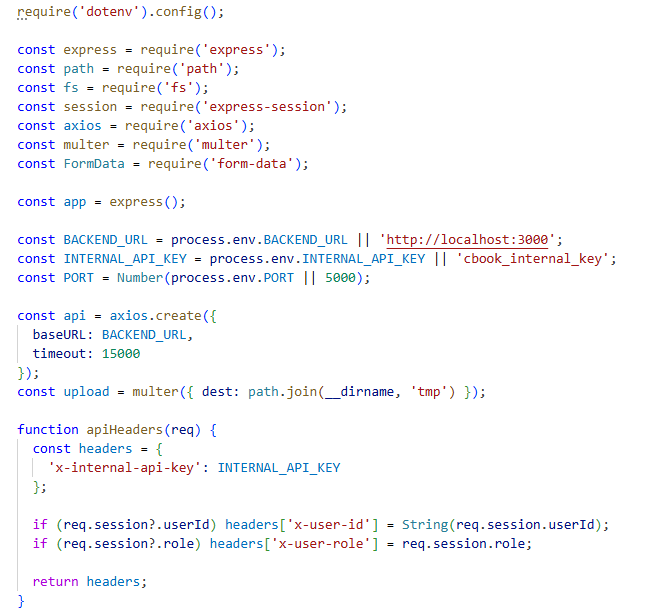 require('dotenv').config();

const express = require('express');
const path = require('path');
const fs = require('fs');
const session = require('express-session');
const axios = require('axios');
const multer = require('multer');
const FormData = require('form-data');

const app = express();

const BACKEND_URL = process.env.BACKEND_URL || 'http://localhost:3000';
const INTERNAL_API_KEY = process.env.INTERNAL_API_KEY || 'cbook_internal_key';
const PORT = Number(process.env.PORT || 5000);

const api = axios.create({
  baseURL: BACKEND_URL,
  timeout: 15000
});
const upload = multer({ dest: path.join(__dirname, 'tmp') });

function apiHeaders(req) {
  const headers = {
    'x-internal-api-key': INTERNAL_API_KEY
  };

  if (req.session?.userId) headers['x-user-id'] = String(req.session.userId);
  if (req.session?.role) headers['x-user-role'] = req.session.role;

  return headers;
}